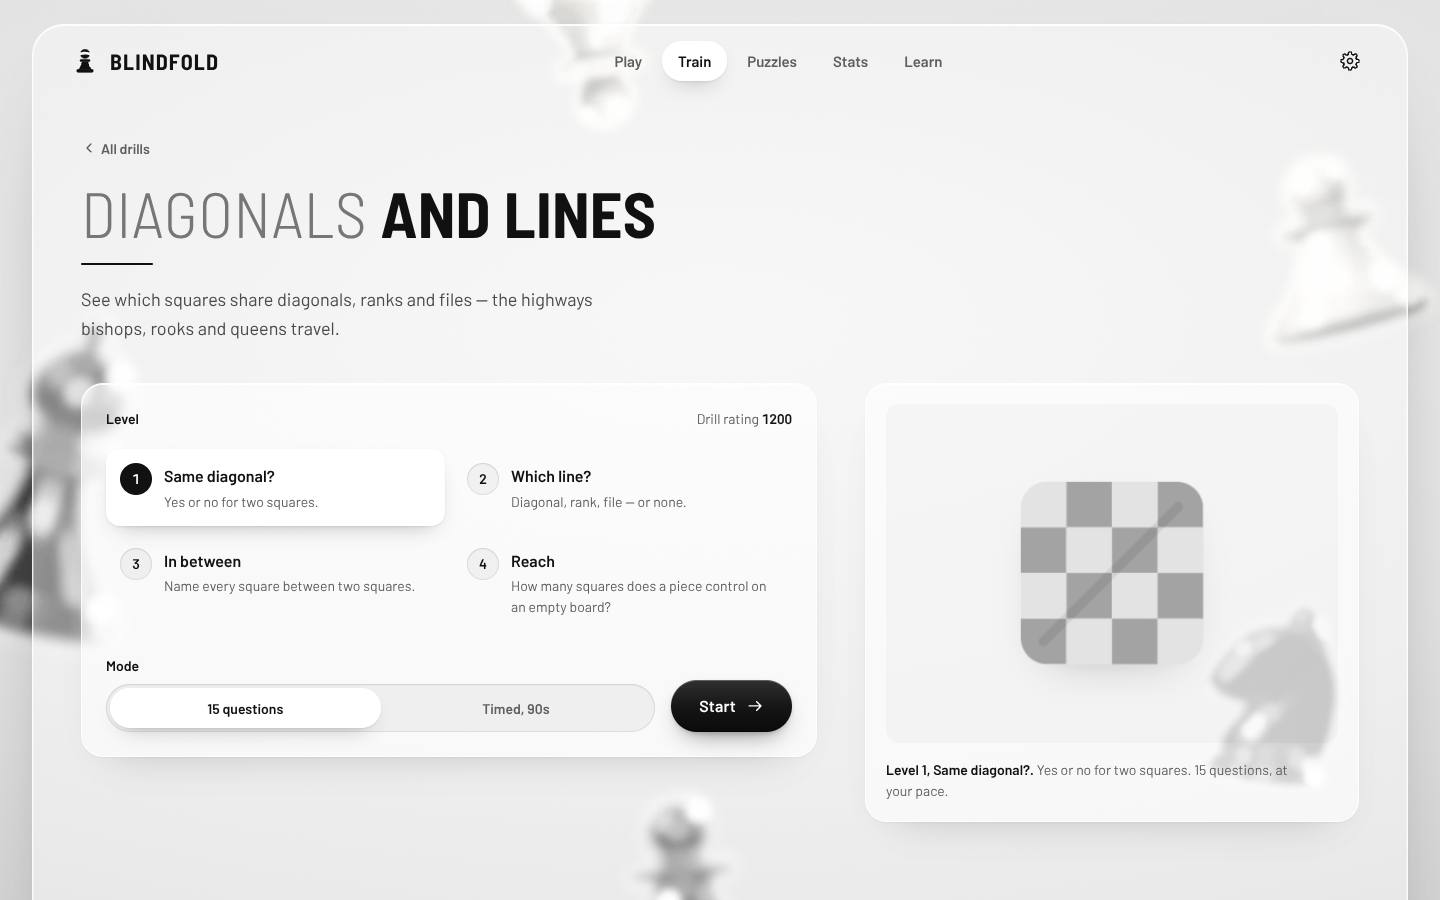 BLINDFOLD
Play
Train
Puzzles
Stats
Learn
All drills
DIAGONALS AND LINES
See which squares share diagonals, ranks and files — the highways
bishops, rooks and queens travel.
Level
Drill rating 1200
1
Same diagonal?
Yes or no for two squares.
2
Which line?
Diagonal, rank, file — or none.
3
In between
Name every square between two squares.
4
Reach
How many squares does a piece control on
an empty board?
Mode
15 questions
Timed, 90s
Start
Level 1, Same diagonal?. Yes or no for two squares. 15 questions, at
your pace.